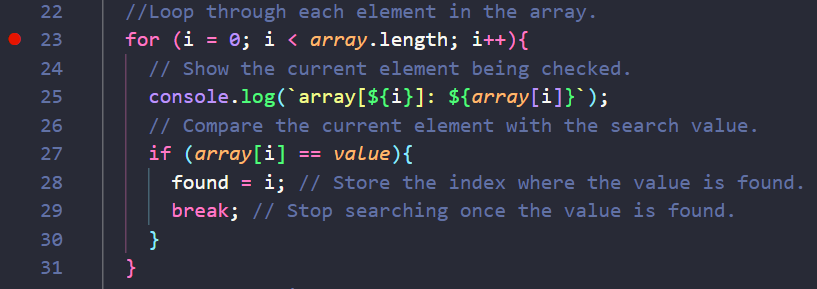 22 //Loop through each element in the array.
23 for (i = 0; i < array.length; i++){
24 // Show the current element being checked.
25 console.log(`array[${i}]: ${array[i]}`);
26 // Compare the current element with the search value.
27 if (array[i] == value){
28 found = i; // Store the index where the value is found.
29 break; // Stop searching once the value is found.
30 }
31 }